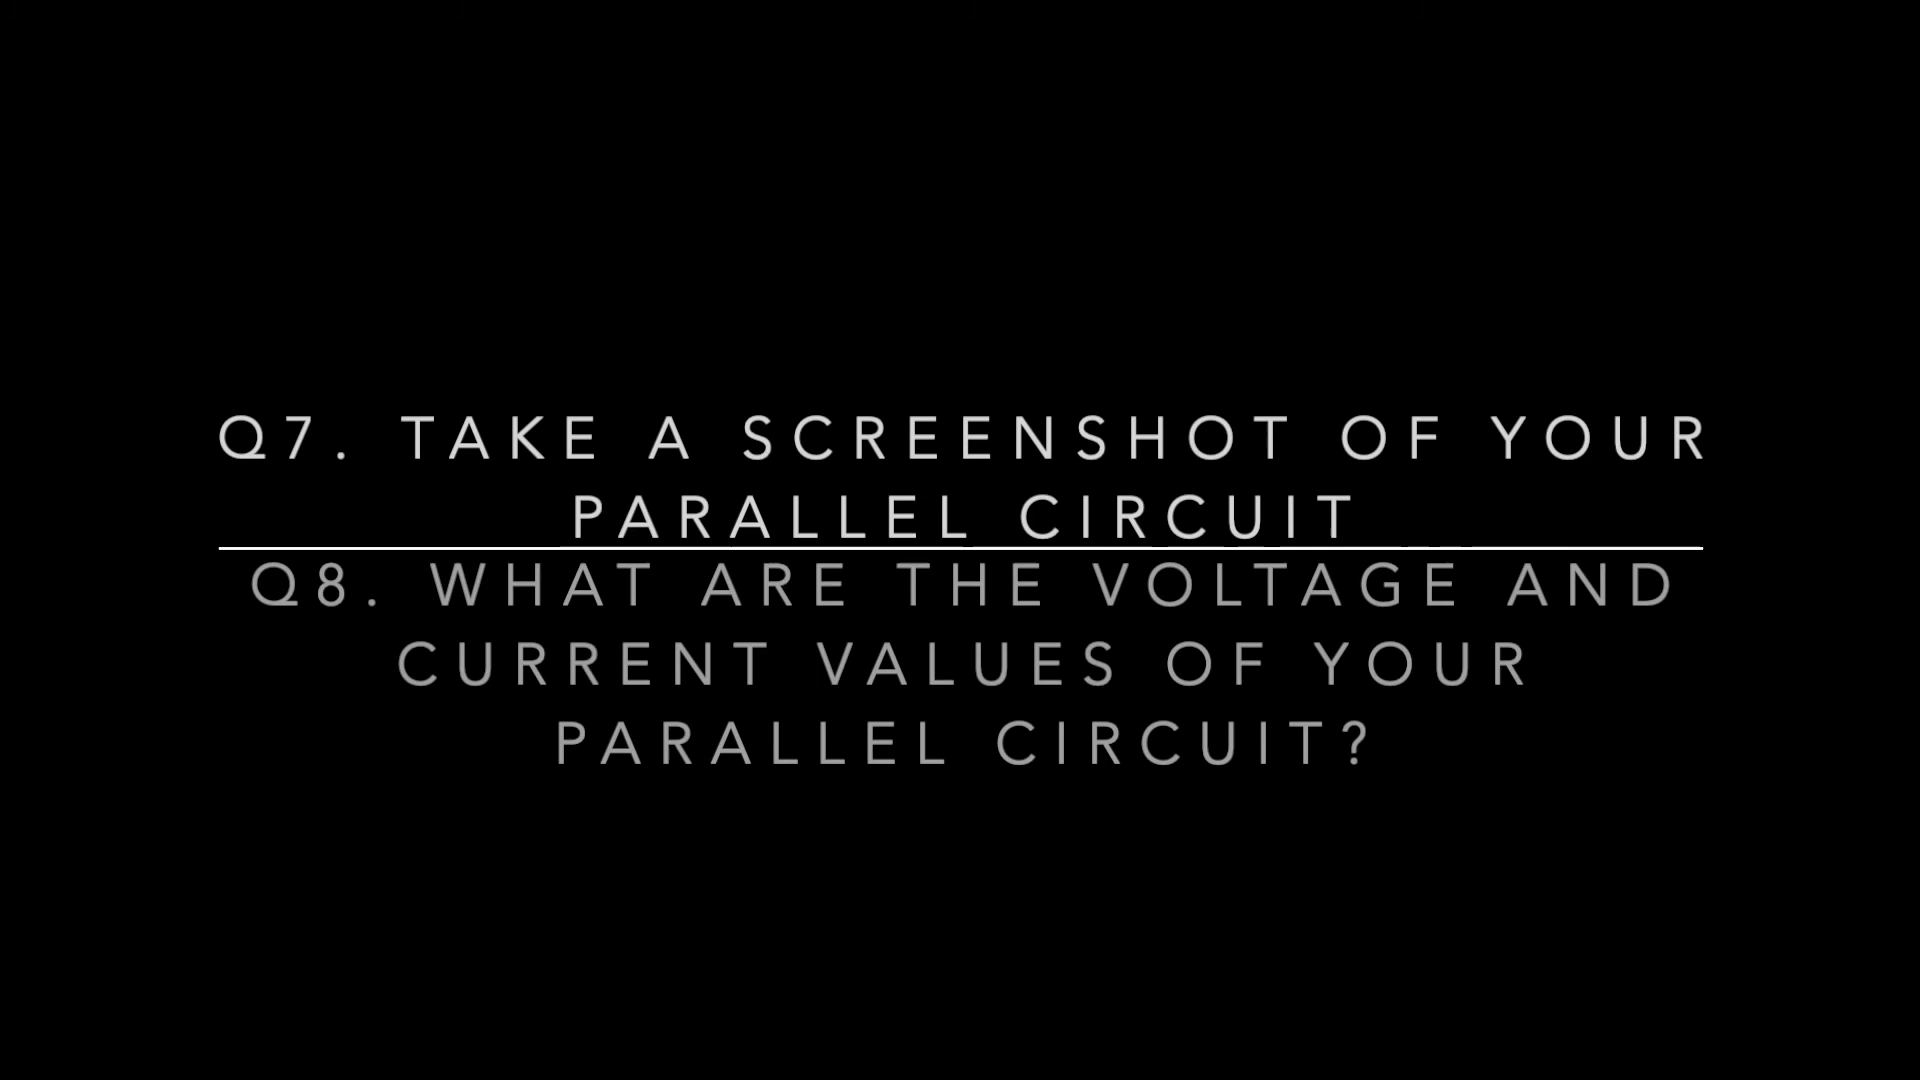 Q7. TAKE A SCREENSHOT OF YOUR
PARALLEL CIRCUIT
Q8. WHAT ARE THE VOLTAGE AND
CURRENT VALUES OF YOUR
PARALLEL CIRCUIT?